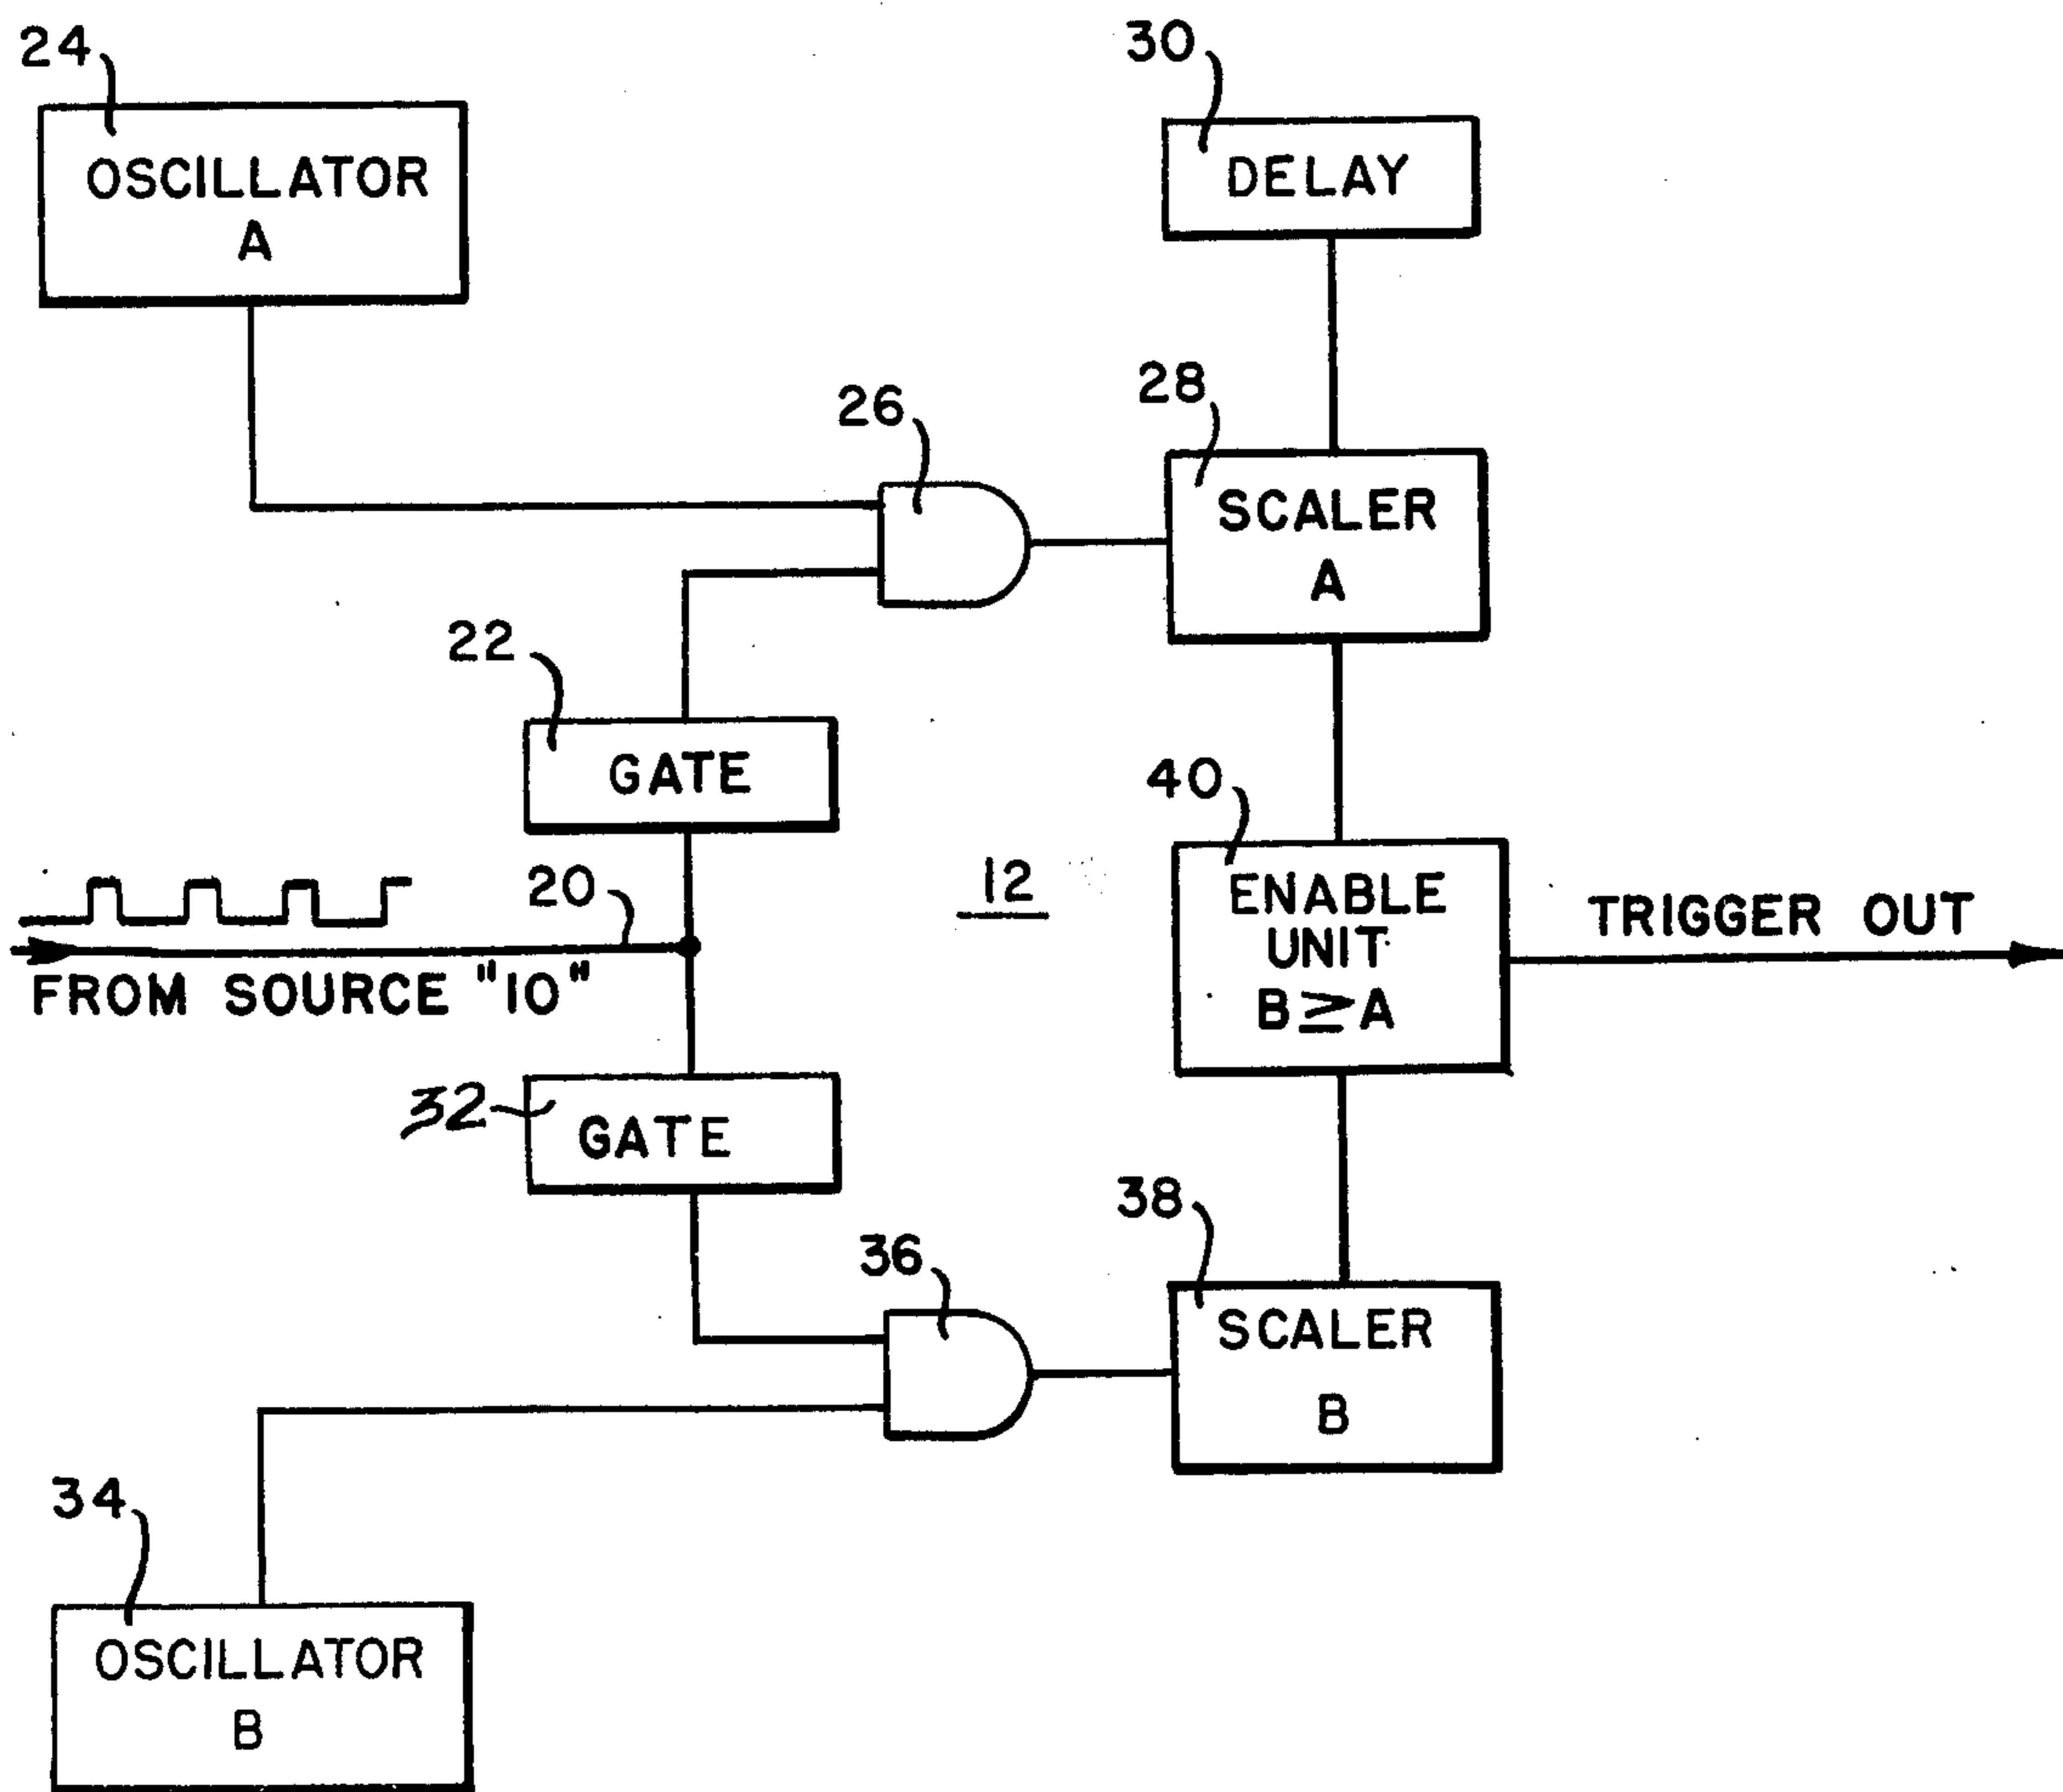 24
30
OSCILLATOR
A
DELAY
26
28
SCALER
A
22
GATE
40
20
12
ENABLE
UNIT
B ≥ A
TRIGGER OUT
FROM SOURCE "10"
32
GATE
38
36
SCALER
B
34
OSCILLATOR
B